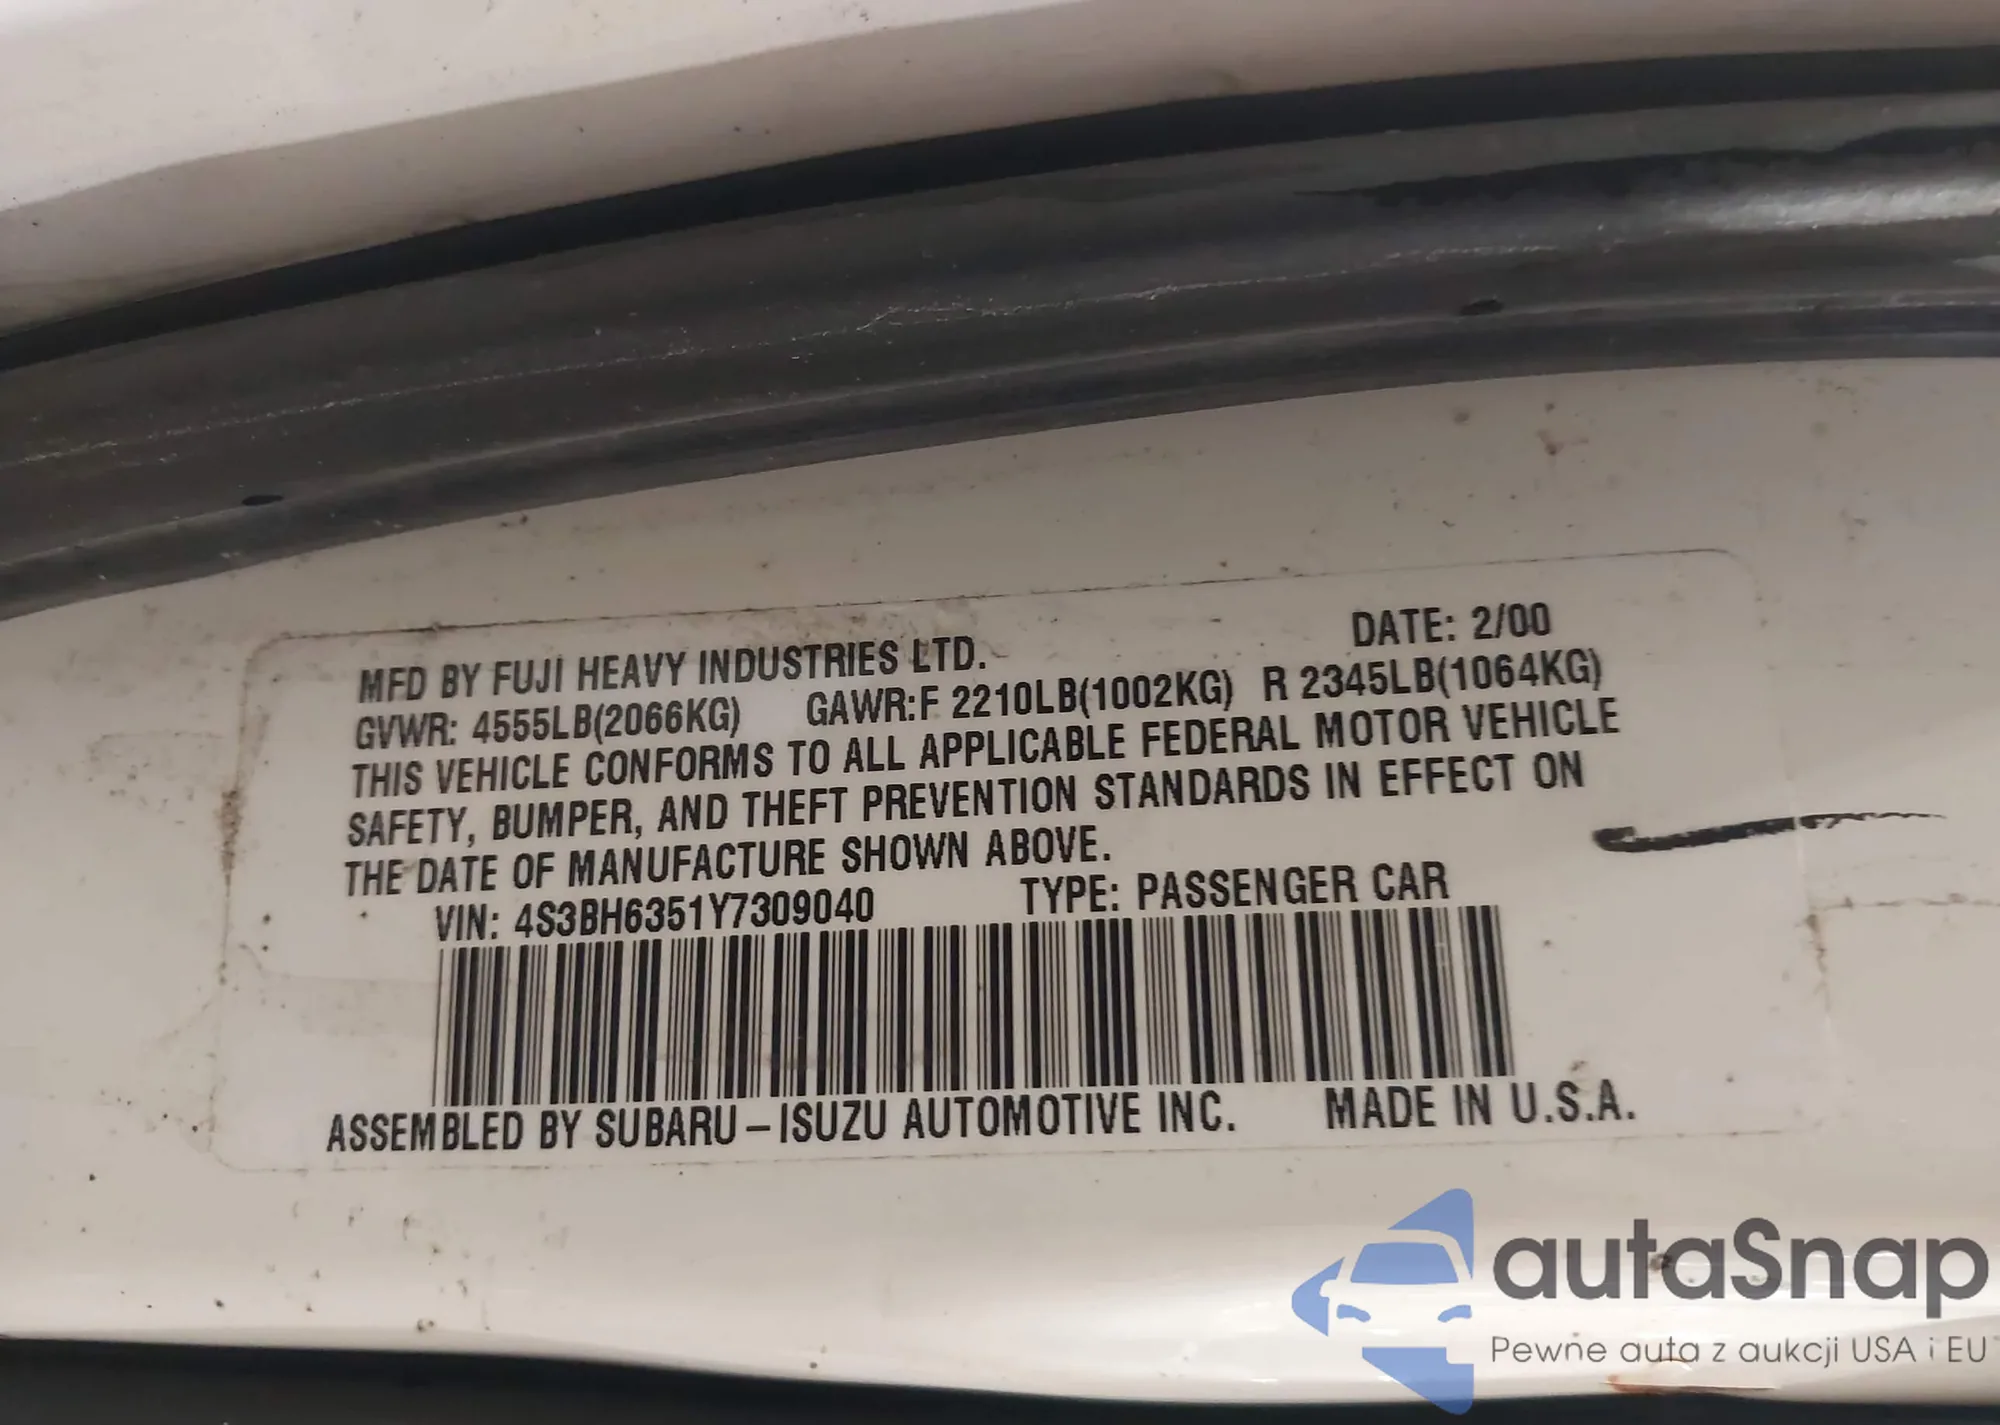 MFD BY FUJI HEAVY INDUSTRIES LTD. DATE: 2/00
GVWR: 4555LB(2066KG) GAWR:F 2210LB(1002KG) R 2345LB(1064KG)
THIS VEHICLE CONFORMS TO ALL APPLICABLE FEDERAL MOTOR VEHICLE
SAFETY, BUMPER, AND THEFT PREVENTION STANDARDS IN EFFECT ON
THE DATE OF MANUFACTURE SHOWN ABOVE.
VIN: 4S3BH6351Y7309040 TYPE: PASSENGER CAR
ASSEMBLED BY SUBARU-ISUZU AUTOMOTIVE INC. MADE IN U.S.A.
autaSnap
Pewne auta z aukcji USA i EU